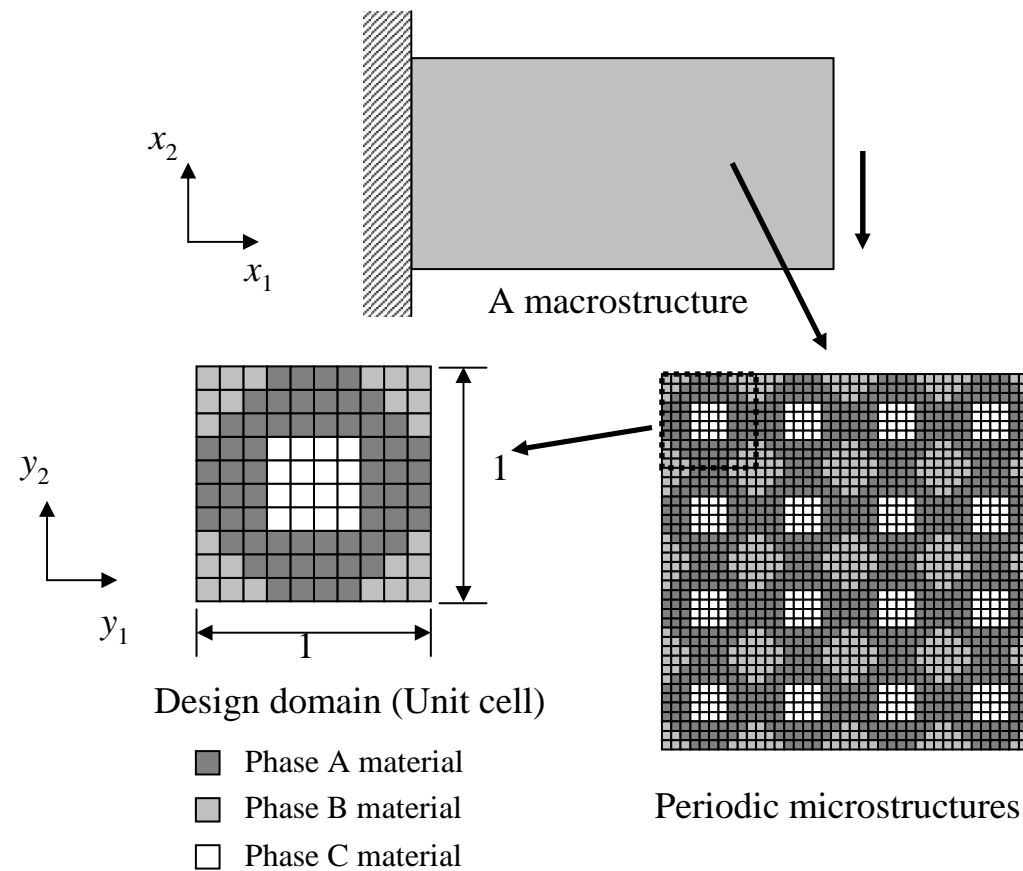 x2
x1
A macrostructure
y2
y1
1
1
Design domain (Unit cell)
Phase A material
Phase B material
Phase C material
Periodic microstructures